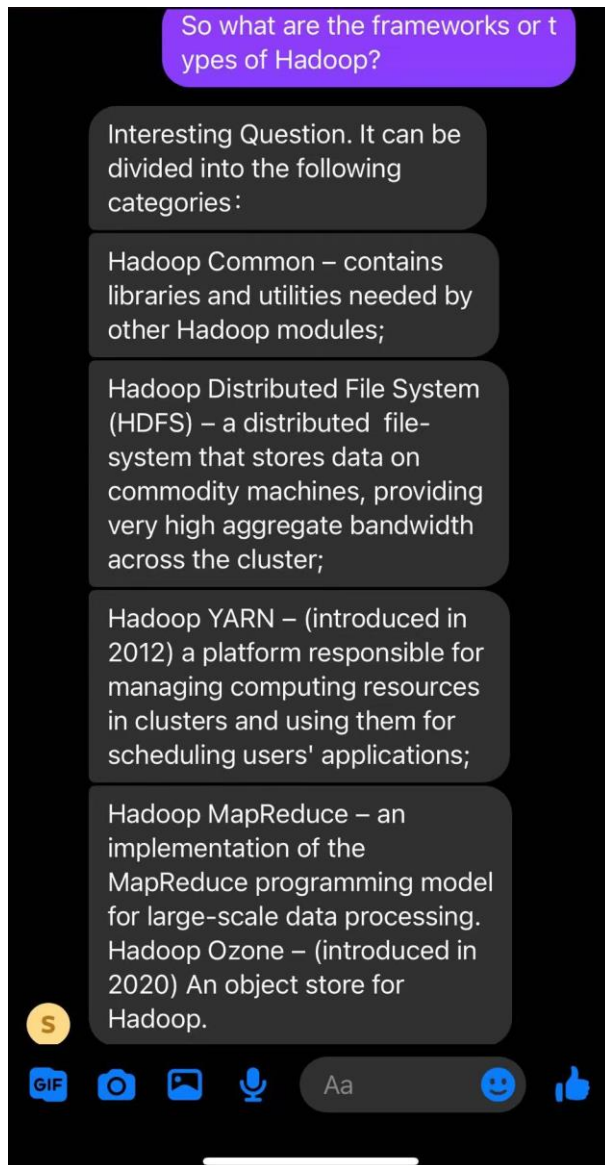 So what are the frameworks or t
ypes of Hadoop?
Interesting Question. It can be
divided into the following
categories:
Hadoop Common – contains
libraries and utilities needed by
other Hadoop modules;
Hadoop Distributed File System
(HDFS) – a distributed  file-
system that stores data on
commodity machines, providing
very high aggregate bandwidth
across the cluster;
Hadoop YARN – (introduced in
2012) a platform responsible for
managing computing resources
in clusters and using them for
scheduling users' applications;
Hadoop MapReduce – an
implementation of the
MapReduce programming model
for large-scale data processing.
Hadoop Ozone – (introduced in
2020) An object store for
Hadoop.
S
GIF
Aa